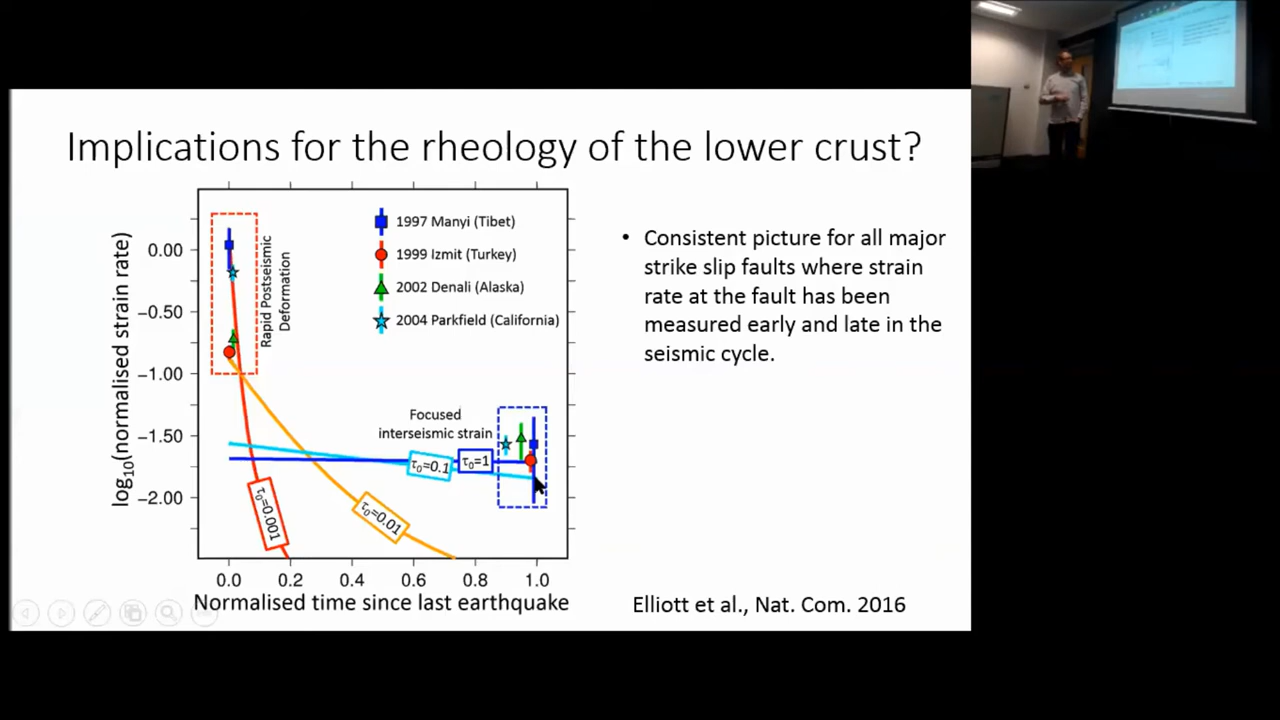 Implications for the rheology of the lower crust?
log10(normalised strain rate)
0.00
−0.50
−1.00
−1.50
−2.00
Rapid Postseismic
Deformation
1997 Manyi (Tibet)
1999 Izmit (Turkey)
2002 Denali (Alaska)
2004 Parkfield (California)
Focused
interseismic strain
τ0=0.1
τ0=1
τ0=0.001
τ0=0.01
0.0 0.2 0.4 0.6 0.8 1.0
Normalised time since last earthquake
• Consistent picture for all major
strike slip faults where strain
rate at the fault has been
measured early and late in the
seismic cycle.
Elliott et al., Nat. Com. 2016